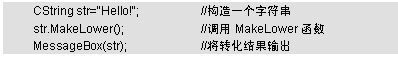 CString str="Hello!"; //构造一个字符串
str.MakeLower(); //调用 MakeLower 函数
MessageBox(str); //将转化结果输出